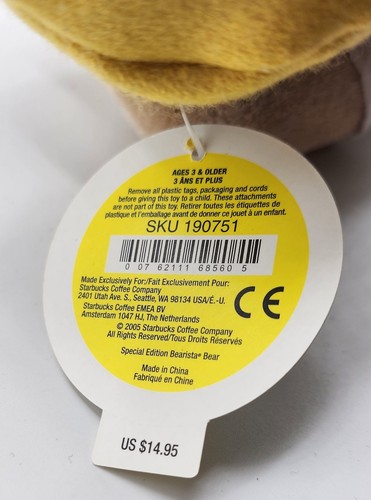 AGES 3 & OLDER
3 ÂNS ET PLUS
Remove all plastic tags, packaging and cords
before giving this toy to a child. These attachments
are not part of this toy. Retirer toutes les étiquettes de
plastique et l'emballage avant de donner ce jouet à un enfant.
SKU 190751
0 07 62111 68560 5
Made Exclusively For:/Fait Exclusivement Pour:
Starbucks Coffee Company
2401 Utah Ave. S., Seattle, WA 98134 USA/É.-U.
Starbucks Coffee EMEA BV
Amsterdam 1047 HJ, The Netherlands
CE
© 2005 Starbucks Coffee Company
All Rights Reserved/Tous Droits Réservés
Special Edition Bearista® Bear
Made in China
Fabriqué en Chine
US $14.95